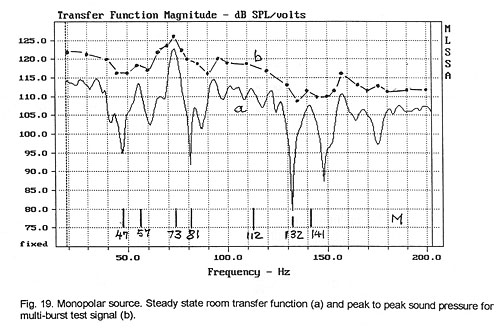 Transfer Function Magnitude - dB SPL/volts
MLSSA
125.0
120.0
115.0
110.0
105.0
100.0
95.0
90.0
85.0
80.0
75.0
fixed
b
a
M
47 57 73 81 112 132 141
50.0 100.0 150.0 200.0
Frequency - Hz
Fig. 19. Monopolar source. Steady state room transfer function (a) and peak to peak sound pressure for
multi-burst test signal (b).